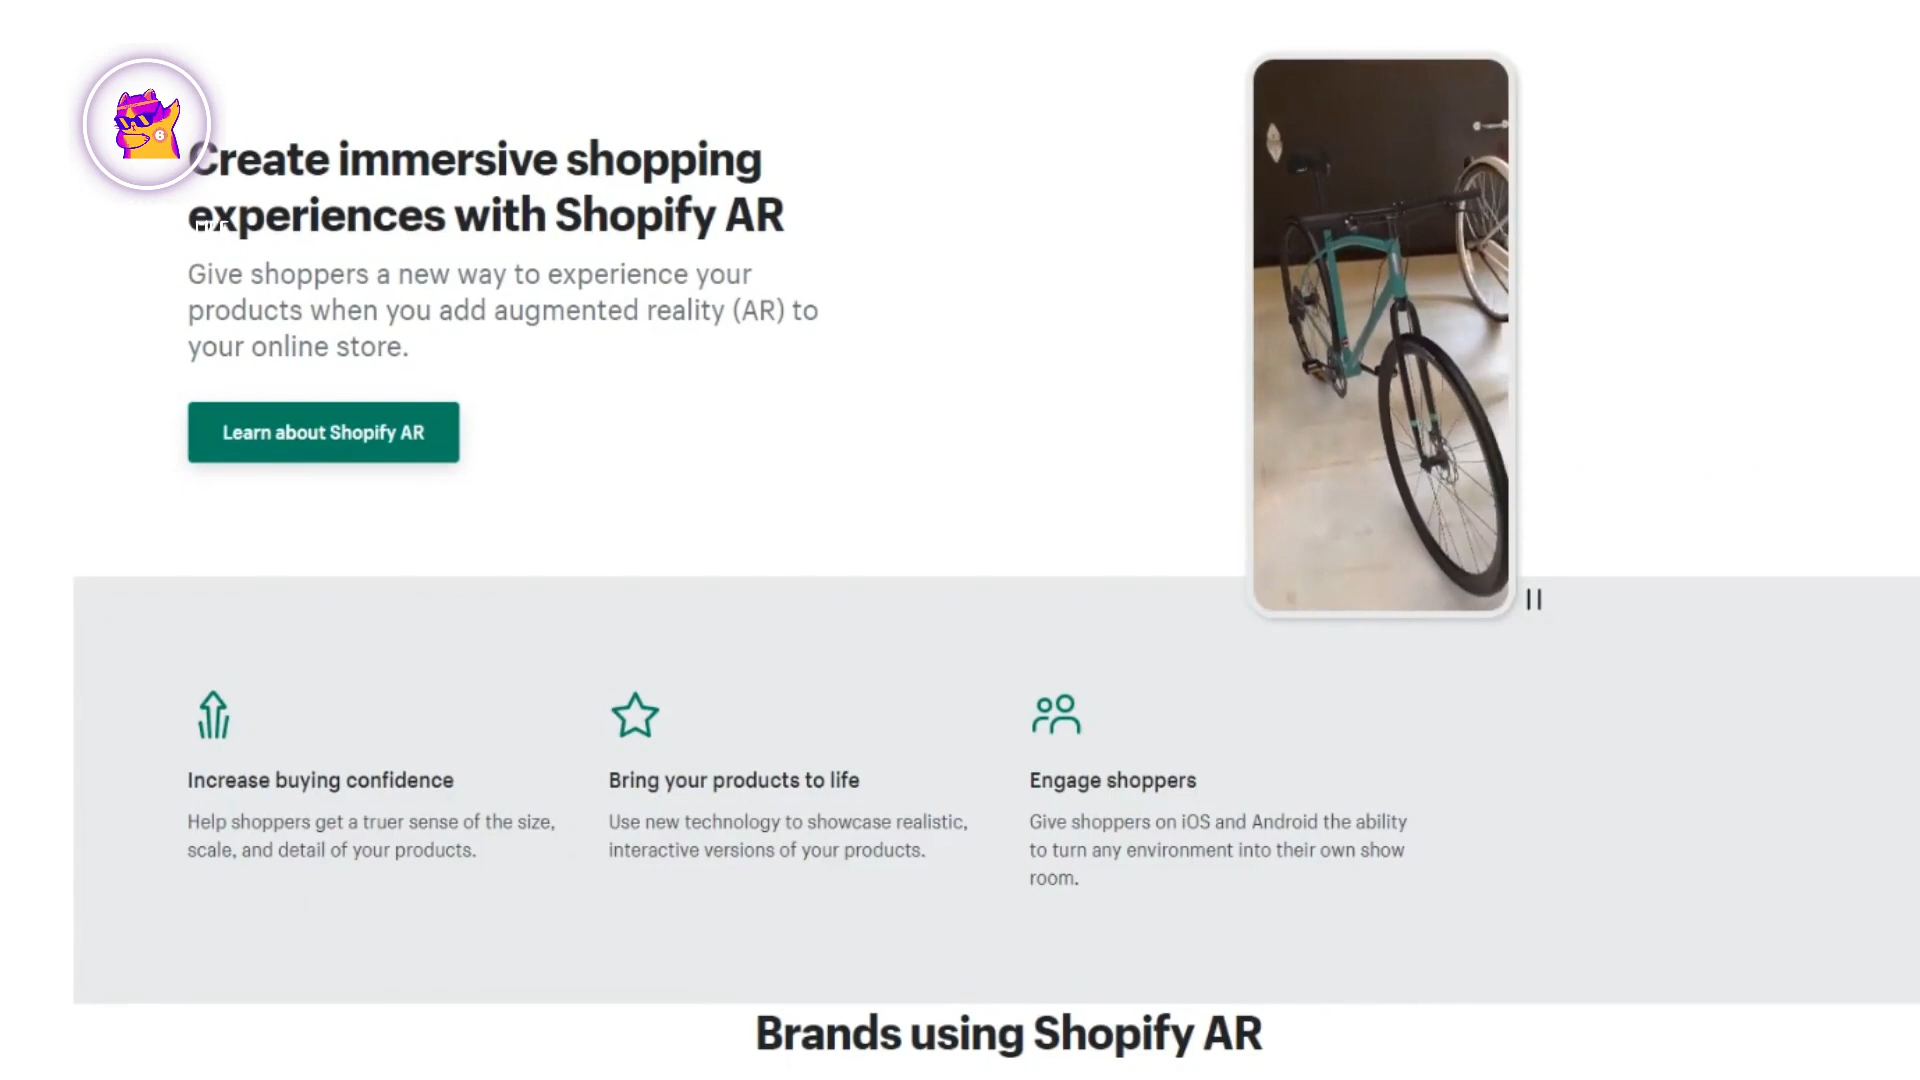 Create immersive shopping
experiences with Shopify AR
Give shoppers a new way to experience your
products when you add augmented reality (AR) to
your online store.
Learn about Shopify AR
Increase buying confidence
Help shoppers get a truer sense of the size,
scale, and detail of your products.
Bring your products to life
Use new technology to showcase realistic,
interactive versions of your products.
Engage shoppers
Give shoppers on iOS and Android the ability
to turn any environment into their own show
room.
Brands using Shopify AR